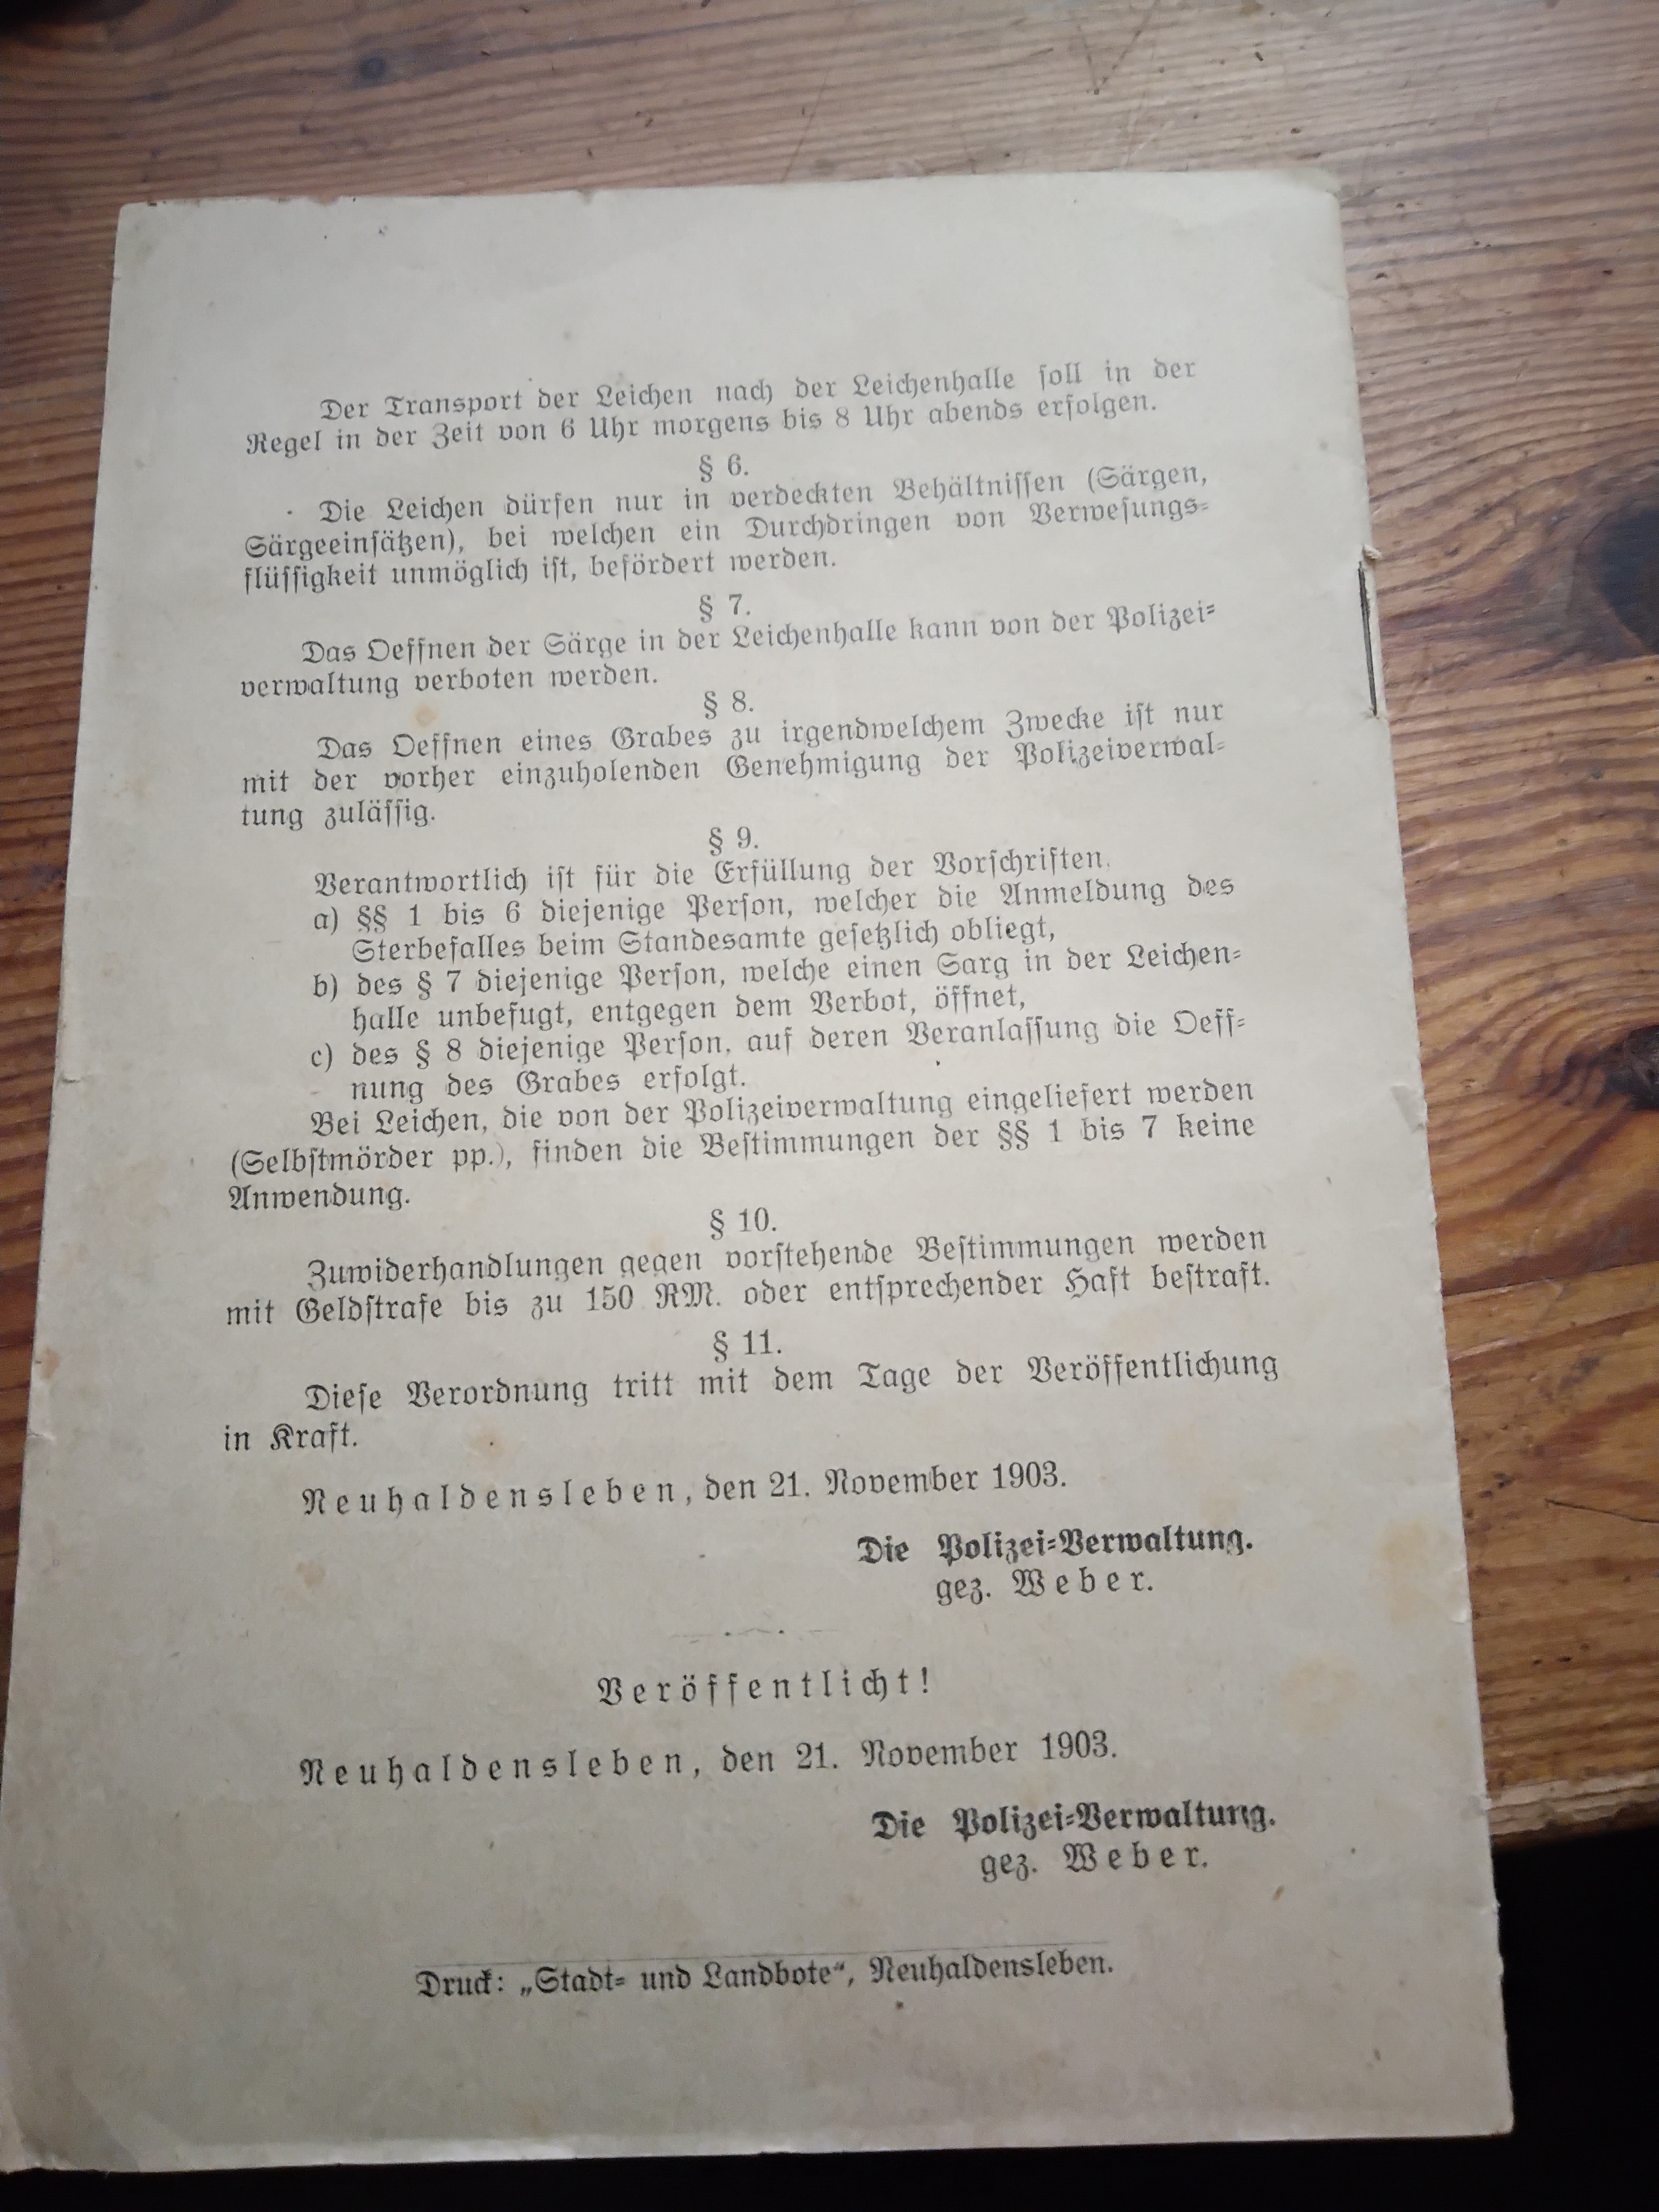 Der Transport der Leichen nach der Leichenhalle soll in der
Regel in der Zeit von 6 Uhr morgens bis 8 Uhr abends erfolgen.
§ 6.
Die Leichen dürfen nur in verdeckten Behältnissen (Särgen,
Särgeeinsätzen), bei welchen ein Durchdringen von Verwesungs-
flüssigkeit unmöglich ist, befördert werden.
§ 7.
Das Oeffnen der Särge in der Leichenhalle kann von der Polizei-
verwaltung verboten werden.
§ 8.
Das Oeffnen eines Grabes zu irgendwelchem Zwecke ist nur
mit der vorher einzuholenden Genehmigung der Polizeiverwal-
tung zulässig.
§ 9.
Verantwortlich ist für die Erfüllung der Vorschriften.
a) §§ 1 bis 6 diejenige Person, welcher die Anmeldung des
Sterbefalles beim Standesamte gesetzlich obliegt,
b) des § 7 diejenige Person, welche einen Sarg in der Leichen-
halle unbefugt, entgegen dem Verbot, öffnet,
c) des § 8 diejenige Person, auf deren Veranlassung die Oeff-
nung des Grabes erfolgt.
Bei Leichen, die von der Polizeiverwaltung eingeliefert werden
(Selbstmörder pp.), finden die Bestimmungen der §§ 1 bis 7 keine
Anwendung.
§ 10.
Zuwiderhandlungen gegen vorstehende Bestimmungen werden
mit Geldstrafe bis zu 150 RM. oder entsprechender Haft bestraft.
§ 11.
Diese Verordnung tritt mit dem Tage der Veröffentlichung
in Kraft.
Neuhaldensleben, den 21. November 1903.
Die Polizei-Verwaltung.
gez. Weber.
Veröffentlicht!
Neuhaldensleben, den 21. November 1903.
Die Polizei-Verwaltung.
gez. Weber.
Druck: „Stadt- und Landbote“, Neuhaldensleben.